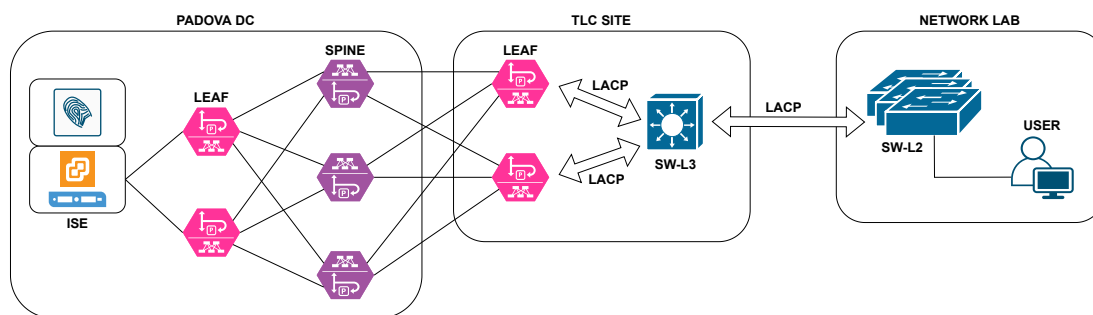 PADOVA DC
TLC SITE
NETWORK LAB
SPINE
LEAF
LEAF
LACP
LACP
USER
SW-L3
SW-L2
LACP
ISE
P
P
P
P
P
P
P